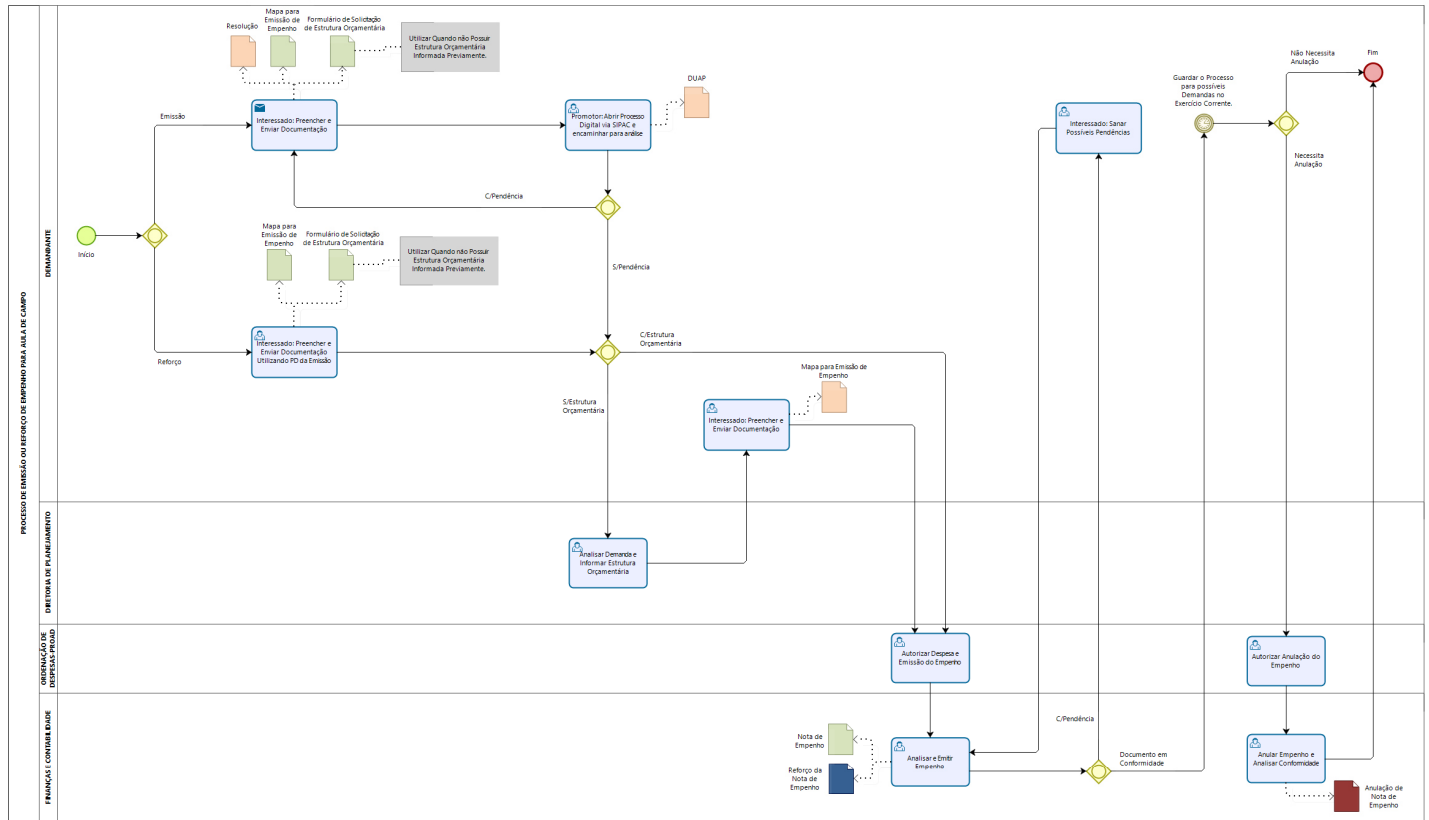 PROCESSO DE EMISSÃO OU REFORÇO DE EMPENHO PARA AULA DE CAMPO
DEMANDANTE
Início
Emissão
Reforço
Resolução
Mapa para
Emissão de
Empenho
Formulário de Solicitação
de Estrutura Orçamentária
Utilizar Quando não Possuir
Estrutura Orçamentária
Informada Previamente.
Interessado: Preencher e
Enviar Documentação
Promotor: Abrir Processo
Digital via SIPAC e
encaminhar para análise
DUAP
C/Pendência
S/Pendência
Mapa para
Emissão de
Empenho
Formulário de Solicitação
de Estrutura Orçamentária
Utilizar Quando não Possuir
Estrutura Orçamentária
Informada Previamente.
Interessado: Preencher e
Enviar Documentação
Utilizando PD da Emissão
C/Estrutura
Orçamentária
S/Estrutura
Orçamentária
Mapa para Emissão de
Empenho
Interessado: Preencher e
Enviar Documentação
Interessado: Sanar
Possíveis Pendências
Guardar o Processo
para possíveis
Demandas no
Exercício Corrente.
Não Necessita
Anulação
Fim
Necessita
Anulação
DIRETORIA DE PLANEJAMENTO
Analisar Demanda e
Informar Estrutura
Orçamentária
ORDENAÇÃO DE
DESPESAS-PROAD
Autorizar Despesa e
Emissão do Empenho
Autorizar Anulação do
Empenho
FINANÇAS E CONTABILIDADE
Nota de
Empenho
Reforço da
Nota de
Empenho
Analisar e Emitir
Empenho
C/Pendência
Documento em
Conformidade
Anular Empenho e
Analisar Conformidade
Anulação de
Nota de
Empenho